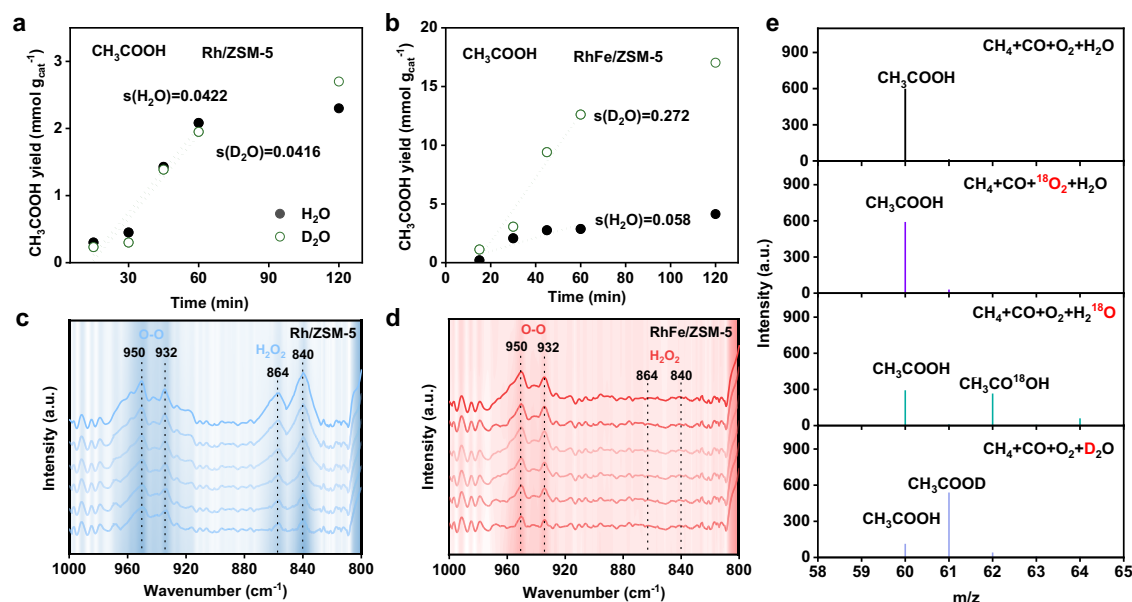 a
CH₃COOH Rh/ZSM-5
s(H₂O)=0.0422
s(D₂O)=0.0416
H₂O
D₂O
CH₃COOH yield (mmol g_cat⁻¹)
0
1
2
3
30 60 90 120
Time (min)
b
CH₃COOH RhFe/ZSM-5
s(D₂O)=0.272
s(H₂O)=0.058
CH₃COOH yield (mmol g_cat⁻¹)
0
5
10
15
20
0 20 40 60 80 100 120
Time (min)
c
O-O Rh/ZSM-5
950 932 H₂O₂
864 840
Intensity (a.u.)
1000 960 920 880 840 800
Wavenumber (cm⁻¹)
d
O-O RhFe/ZSM-5
950 932 H₂O₂
864 840
Intensity (a.u.)
1000 960 920 880 840 800
Wavenumber (cm⁻¹)
e
CH₄+CO+O₂+H₂O
CH₃COOH
0
300
600
900
CH₄+CO+¹⁸O₂+H₂O
CH₃COOH
0
300
600
900
CH₄+CO+O₂+H₂¹⁸O
CH₃COOH CH₃CO¹⁸OH
0
300
600
900
CH₄+CO+O₂+D₂O
CH₃COOD
CH₃COOH
0
300
600
900
Intensity (a.u.)
58 59 60 61 62 63 64 65
m/z